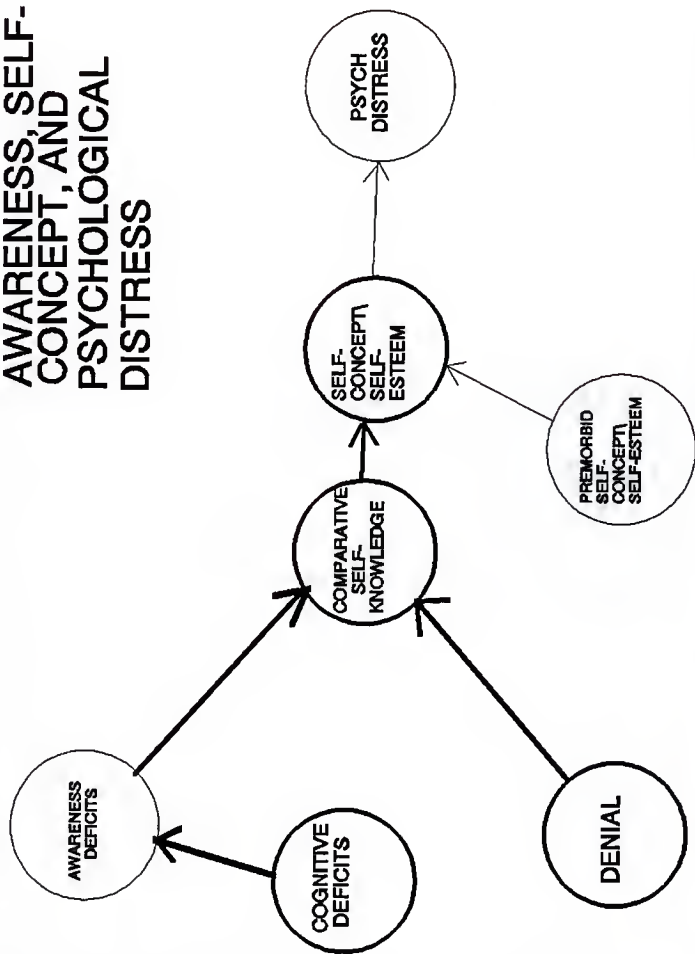 AWARENESS, SELF-
CONCEPT, AND
PSYCHOLOGICAL
DISTRESS
AWARENESS
DEFICITS
COGNITIVE
DEFICITS
DENIAL
COMPARATIVE
SELF-
KNOWLEDGE
SELF-
CONCEPT\
SELF-
ESTEEM
PREMORBID
SELF-
CONCEPT\
SELF-ESTEEM
PSYCH
DISTRESS